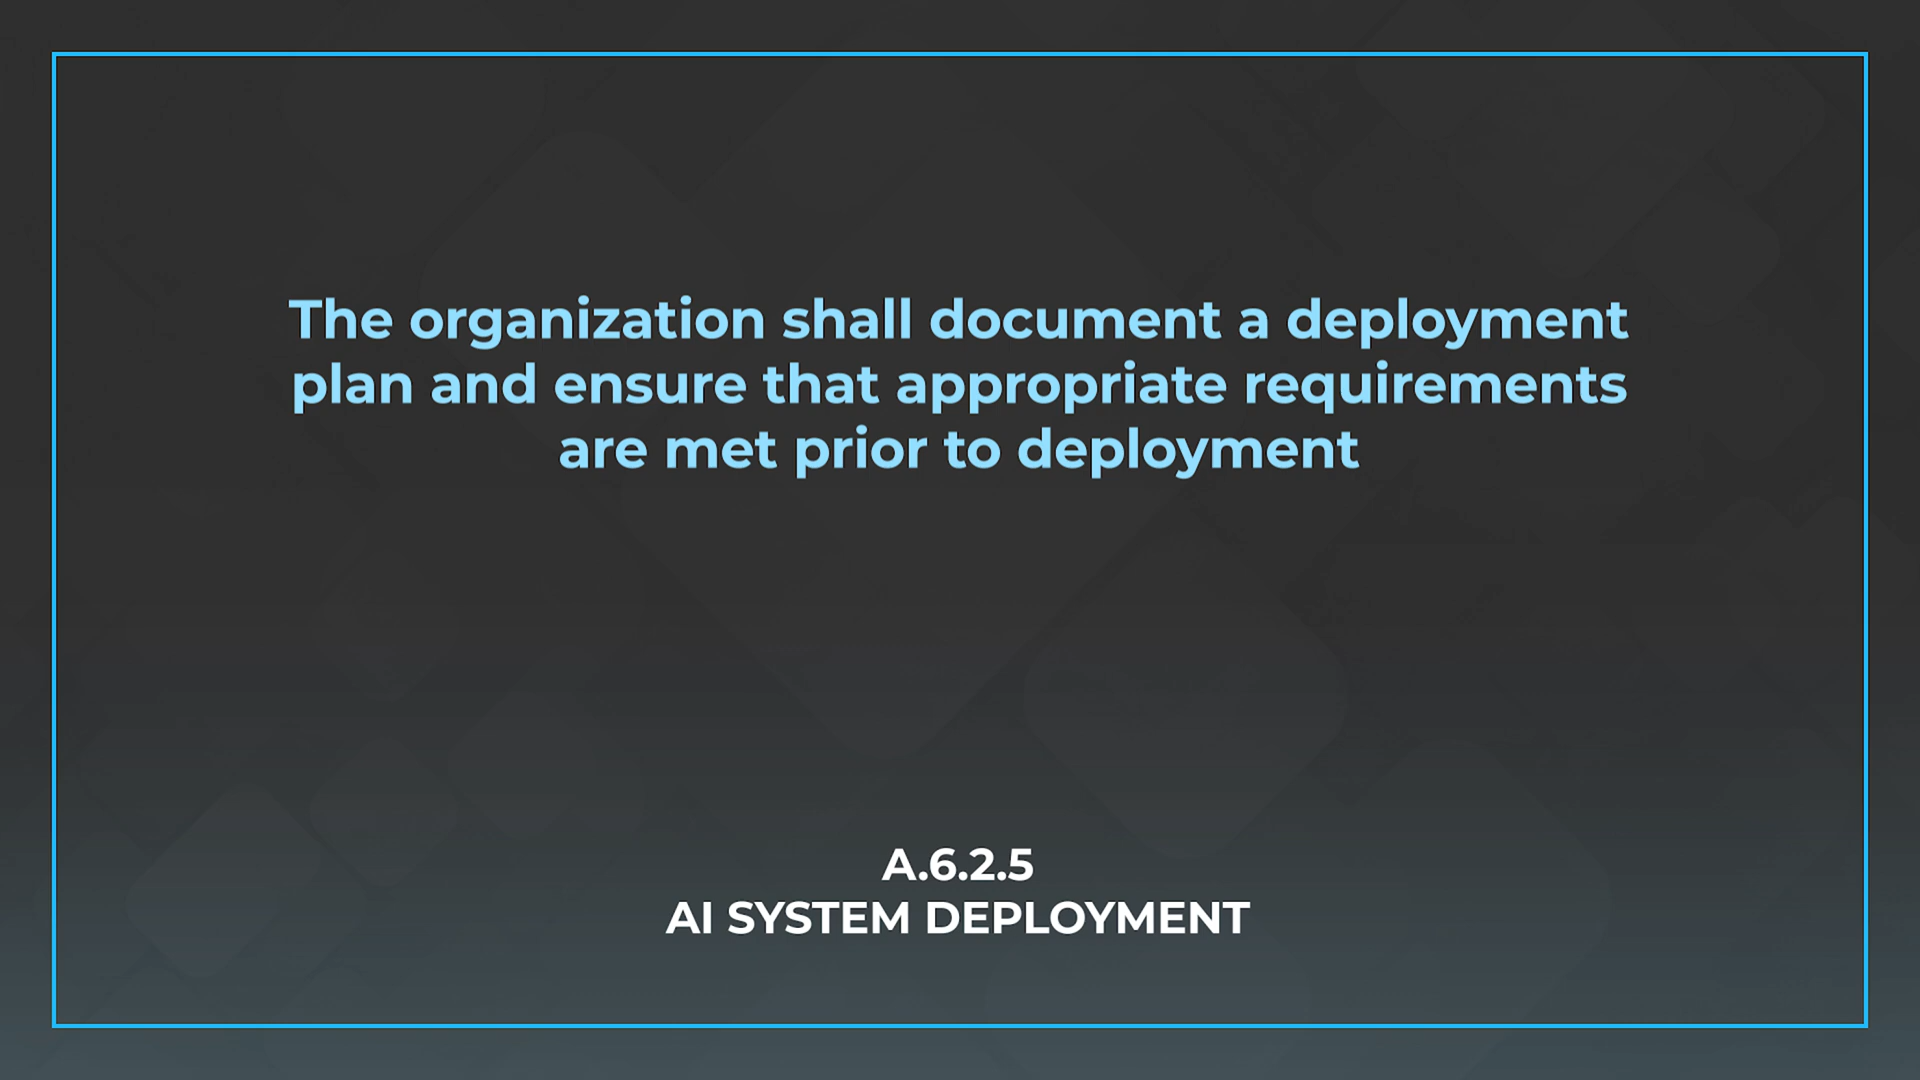 The organization shall document a deployment
plan and ensure that appropriate requirements
are met prior to deployment
A.6.2.5
AI SYSTEM DEPLOYMENT